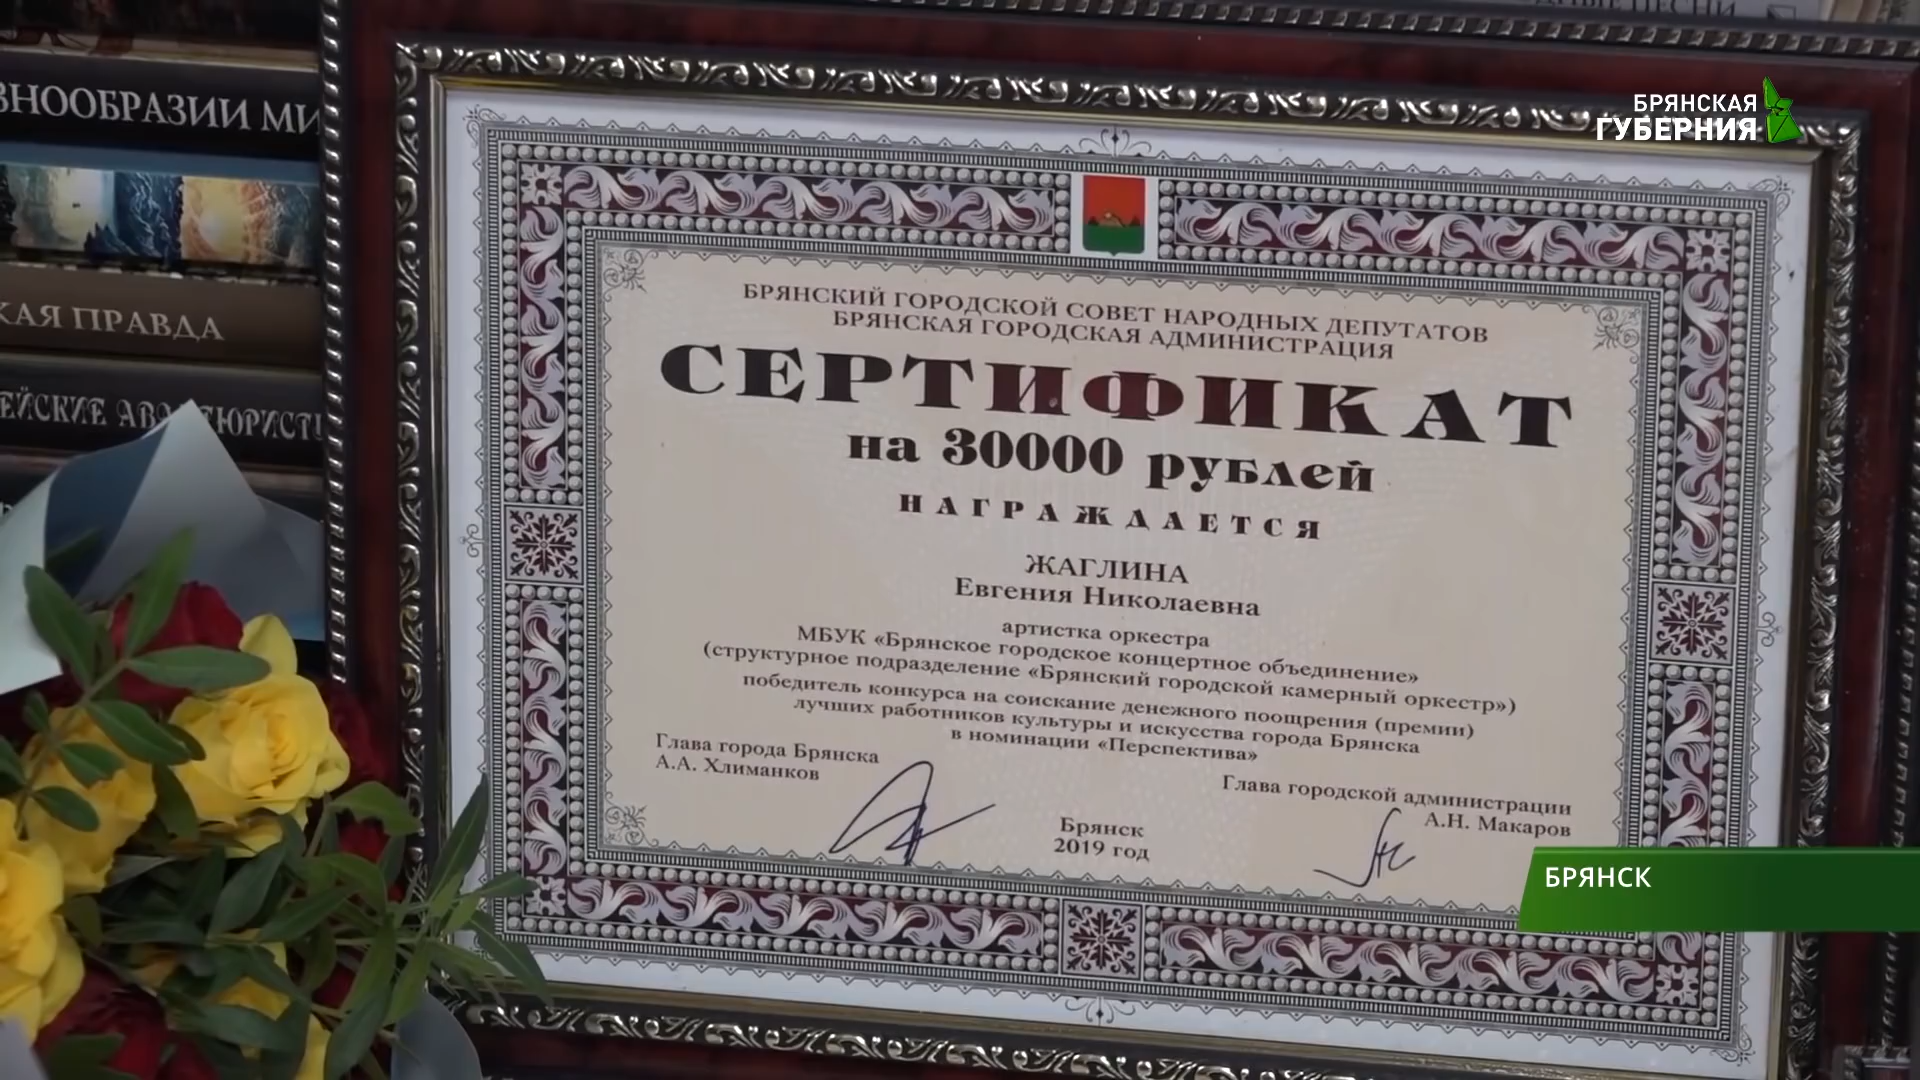 ЗНООБРАЗИИ МИ
КАЯ ПРАВДА
ЕЙСКИЕ
БРЯНСКАЯ
ГУБЕРНИЯ
БРЯНСКИЙ ГОРОДСКОЙ СОВЕТ НАРОДНЫХ ДЕПУТАТОВ
БРЯНСКАЯ ГОРОДСКАЯ АДМИНИСТРАЦИЯ
СЕРТИФИКАТ
на 30000 рублей
НАГРАЖДАЕТСЯ
ЖАГЛИНА
Евгения Николаевна
артистка оркестра
МБУК «Брянское городское концертное объединение»
(структурное подразделение «Брянский городской камерный оркестр»)
победитель конкурса на соискание денежного поощрения (премии)
лучших работников культуры и искусства города Брянска
в номинации «Перспектива»
Глава города Брянска
А.А. Хлиманков
Глава городской администрации
А.Н. Макаров
Брянск
2019 год
БРЯНСК